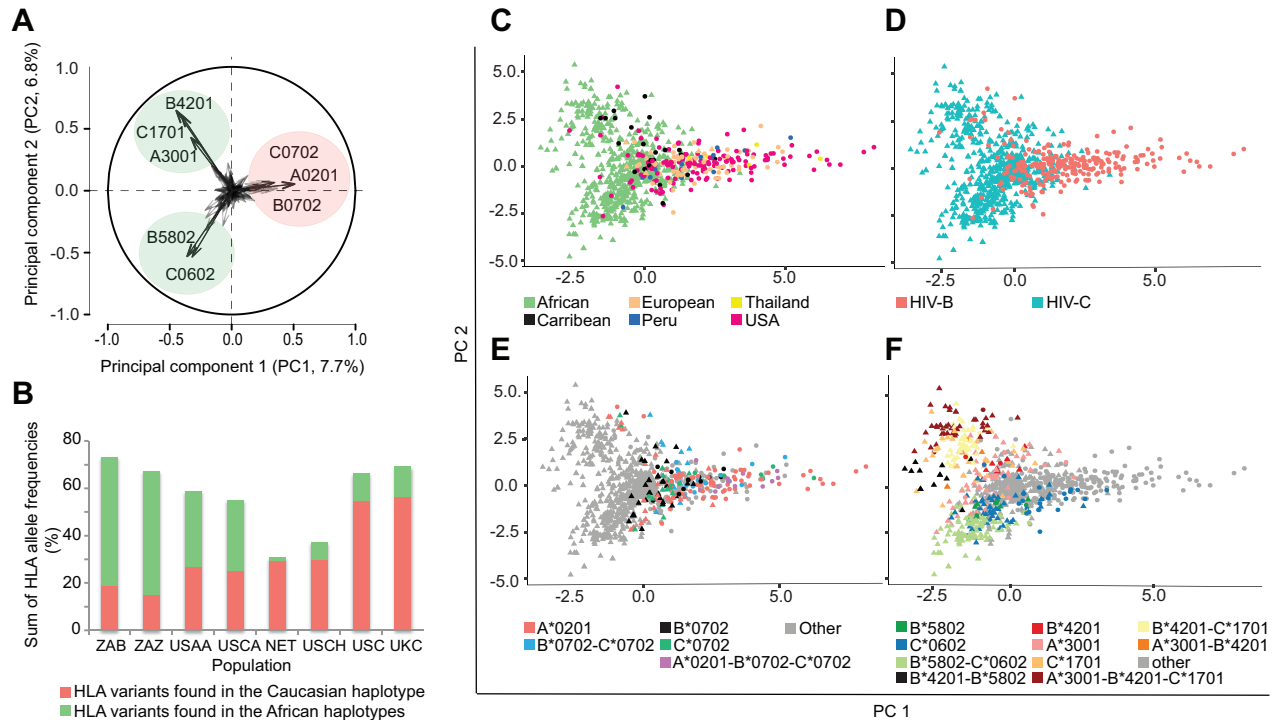 A
Principal component 2 (PC2, 6.8%)
1.0
0.5
0.0
-0.5
-1.0
B4201
C1701
A3001
C0702
A0201
B0702
B5802
C0602
-1.0
-0.5
0.0
0.5
1.0
Principal component 1 (PC1, 7.7%)
B
Sum of HLA allele frequencies
(%)
80
60
40
20
0
ZAB ZAZ USAA USCA NET USCH USC UKC
Population
HLA variants found in the Caucasian haplotype
HLA variants found in the African haplotypes
PC 2
C
5.0
2.5
0.0
-2.5
-5.0
-2.5 0.0 5.0
African
European
Thailand
Carribean
Peru
USA
D
-2.5 0.0 5.0
HIV-B
HIV-C
E
5.0
2.5
0.0
-2.5
-5.0
-2.5 0.0 5.0
A*0201
B*0702
Other
B*0702-C*0702
C*0702
A*0201-B*0702-C*0702
F
-2.5 0.0 5.0
B*5802
B*4201
B*4201-C*1701
C*0602
A*3001
A*3001-B*4201
B*5802-C*0602
C*1701
other
B*4201-B*5802
A*3001-B*4201-C*1701
PC 1